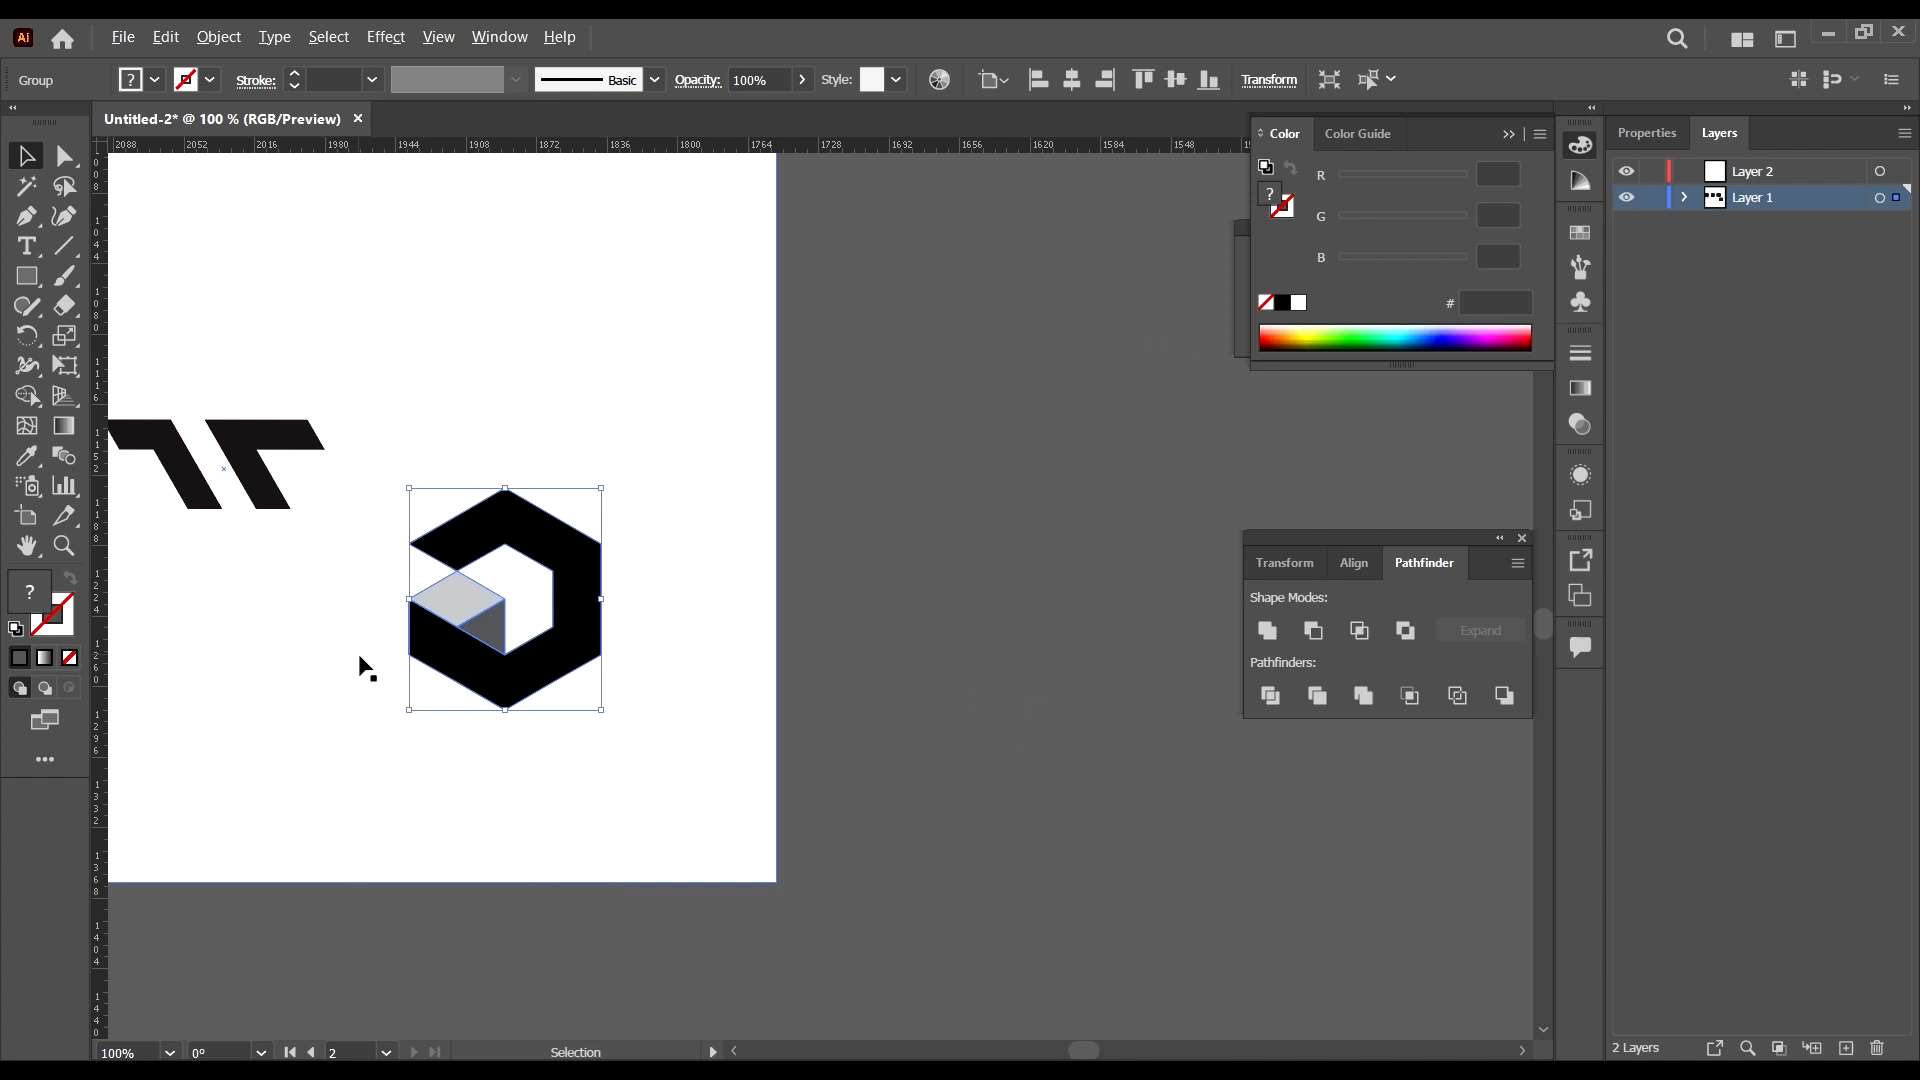 Ai File Edit Object Type Select Effect View Window Help
Group ? Stroke: Basic Opacity: 100% Style: Transform
Untitled-2* @ 100 % (RGB/Preview)
2088 2052 2016 1980 1944 1908 1872 1836 1800 1764 1728 1692 1656 1620 1584 1548
Color Color Guide
R
?
G
B
#
Properties Layers
Layer 2
Layer 1
Transform Align Pathfinder
Shape Modes:
Expand
Pathfinders:
?
100% 0° 2 Selection
2 Layers